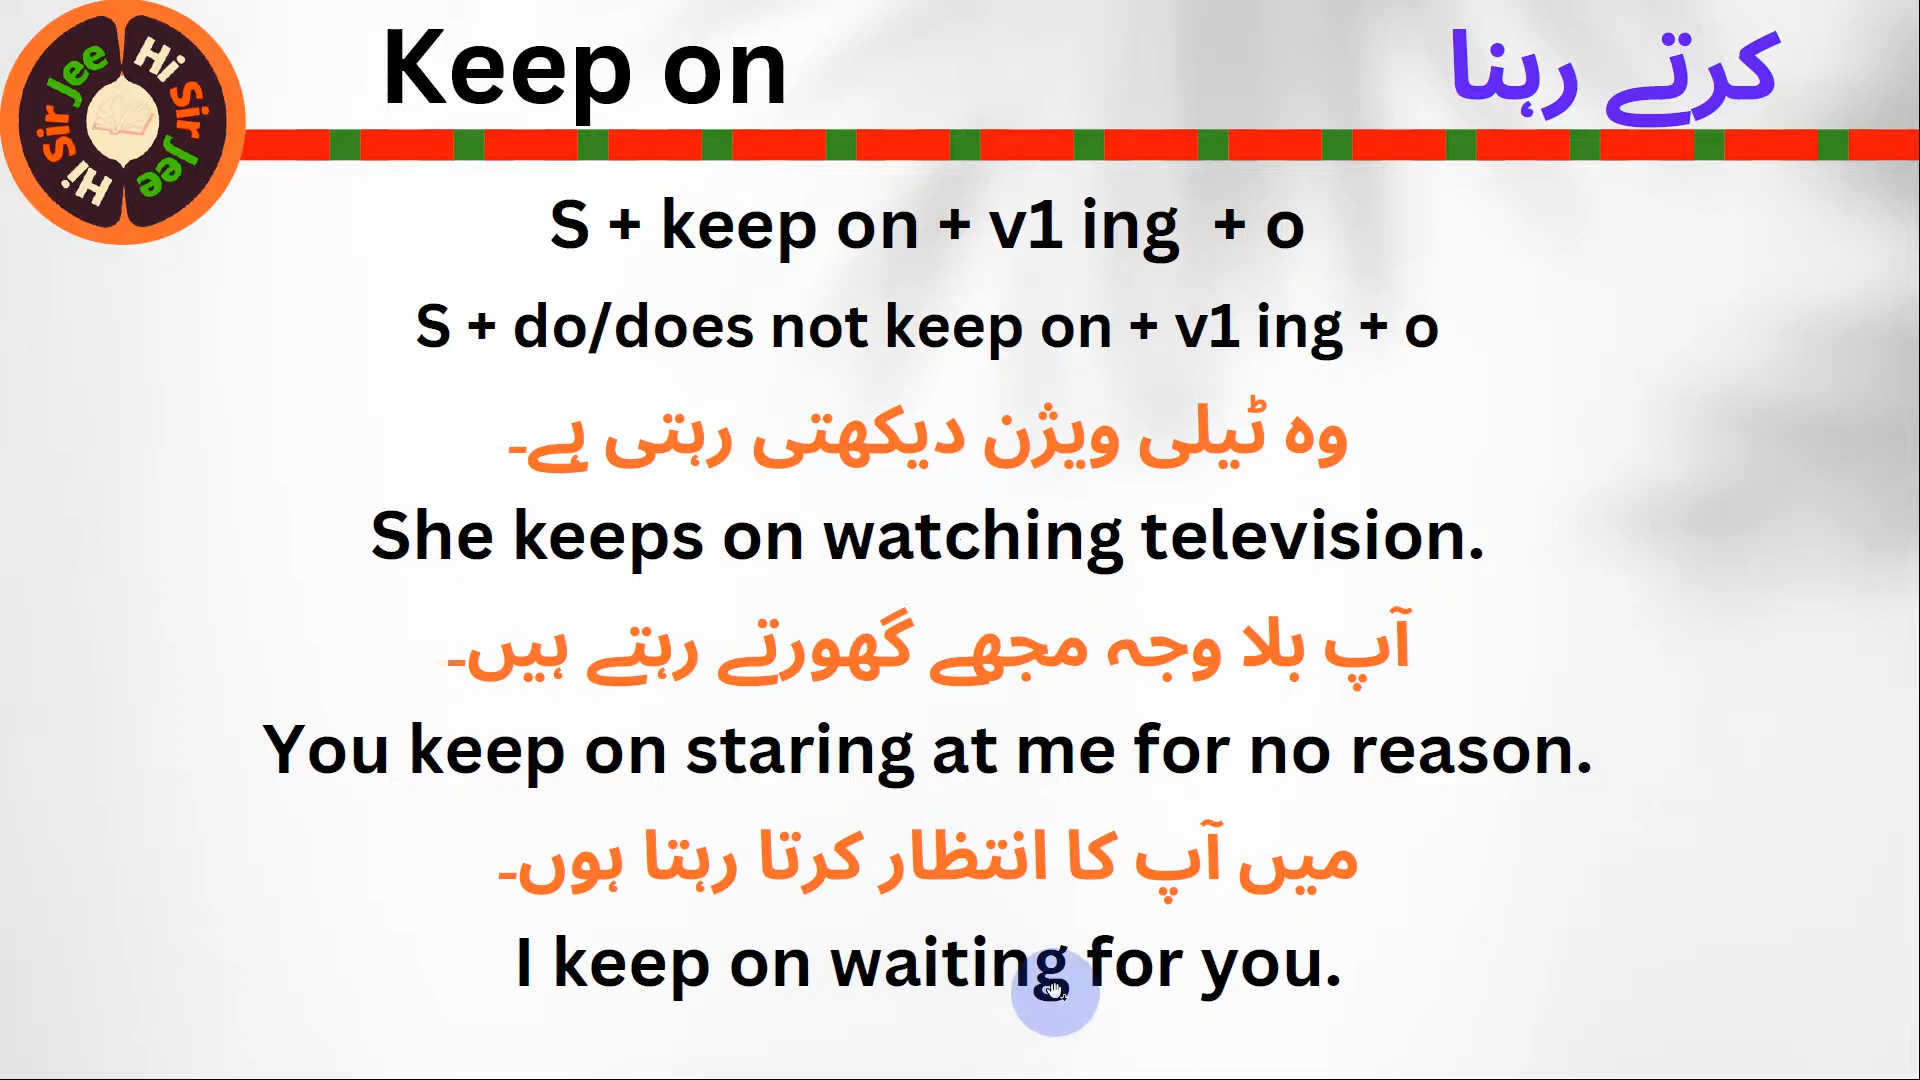 Hi Sir Jee
Hi Sir Jee
Keep on
کرتے رہنا
S + keep on + v1 ing + o
S + do/does not keep on + v1 ing + o
وہ ٹیلی ویژن دیکھتی رہتی ہے۔
She keeps on watching television.
آپ بلا وجہ مجھے گھورتے رہتے ہیں۔
You keep on staring at me for no reason.
میں آپ کا انتظار کرتا رہتا ہوں۔
I keep on waiting for you.